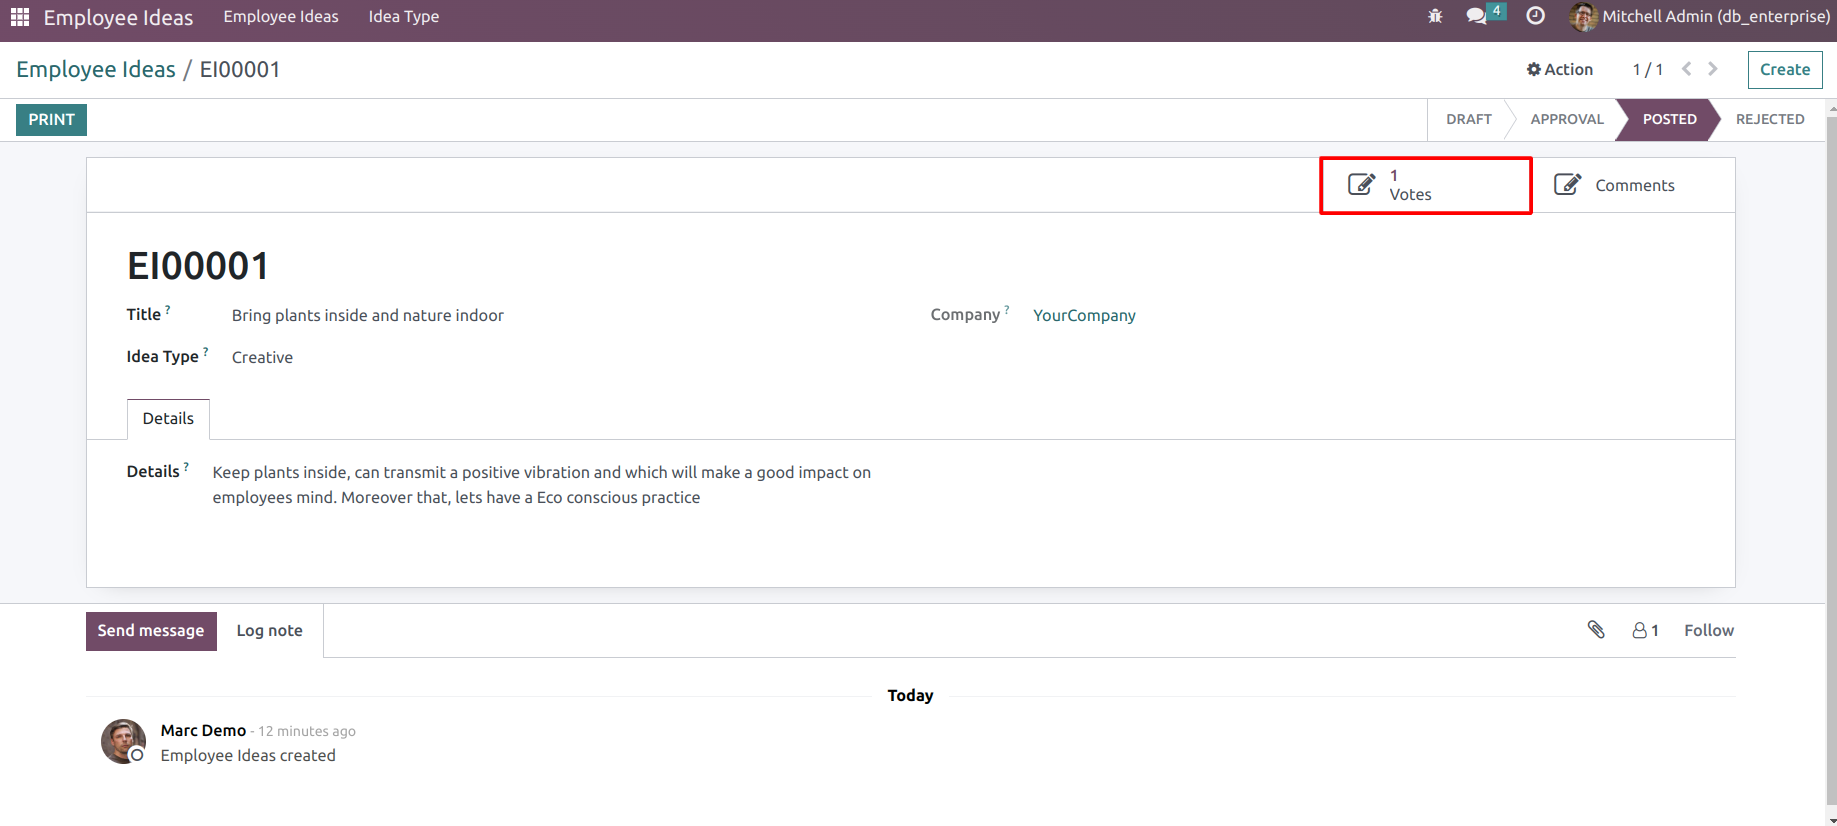 Employee Ideas Employee Ideas Idea Type 4 Mitchell Admin (db_enterprise)
Employee Ideas / EI00001 Action 1 / 1 Create
PRINT DRAFT APPROVAL POSTED REJECTED
1
Votes Comments
EI00001
Title ? Bring plants inside and nature indoor Company ? YourCompany
Idea Type ? Creative
Details
Details ? Keep plants inside, can transmit a positive vibration and which will make a good impact on
employees mind. Moreover that, lets have a Eco conscious practice
Send message Log note 1 Follow
Today
Marc Demo - 12 minutes ago
Employee Ideas created